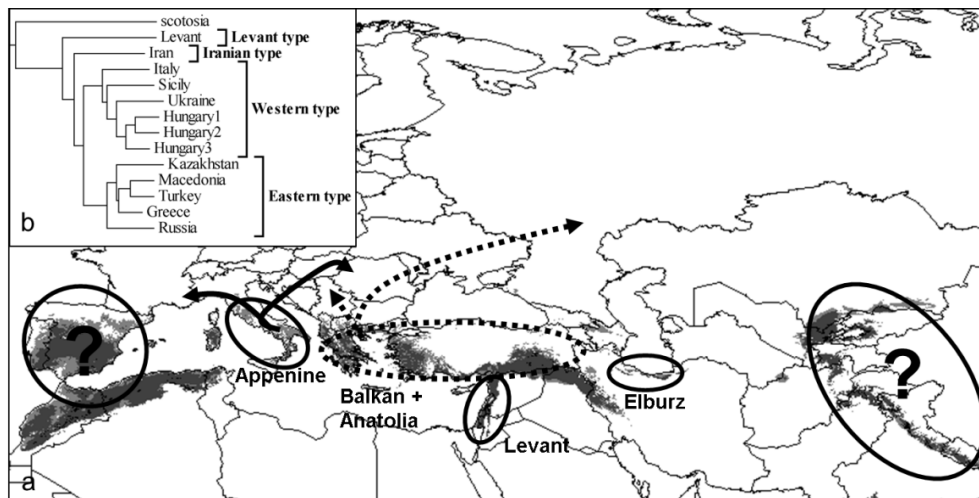 b
scotosia
Levant
Levant type
Iran
Iranian type
Italy
Sicily
Ukraine
Hungary1
Hungary2
Hungary3
Western type
Kazakhstan
Macedonia
Turkey
Greece
Russia
Eastern type
?
Appenine
Balkan +
Anatolia
Levant
Elburz
?
a